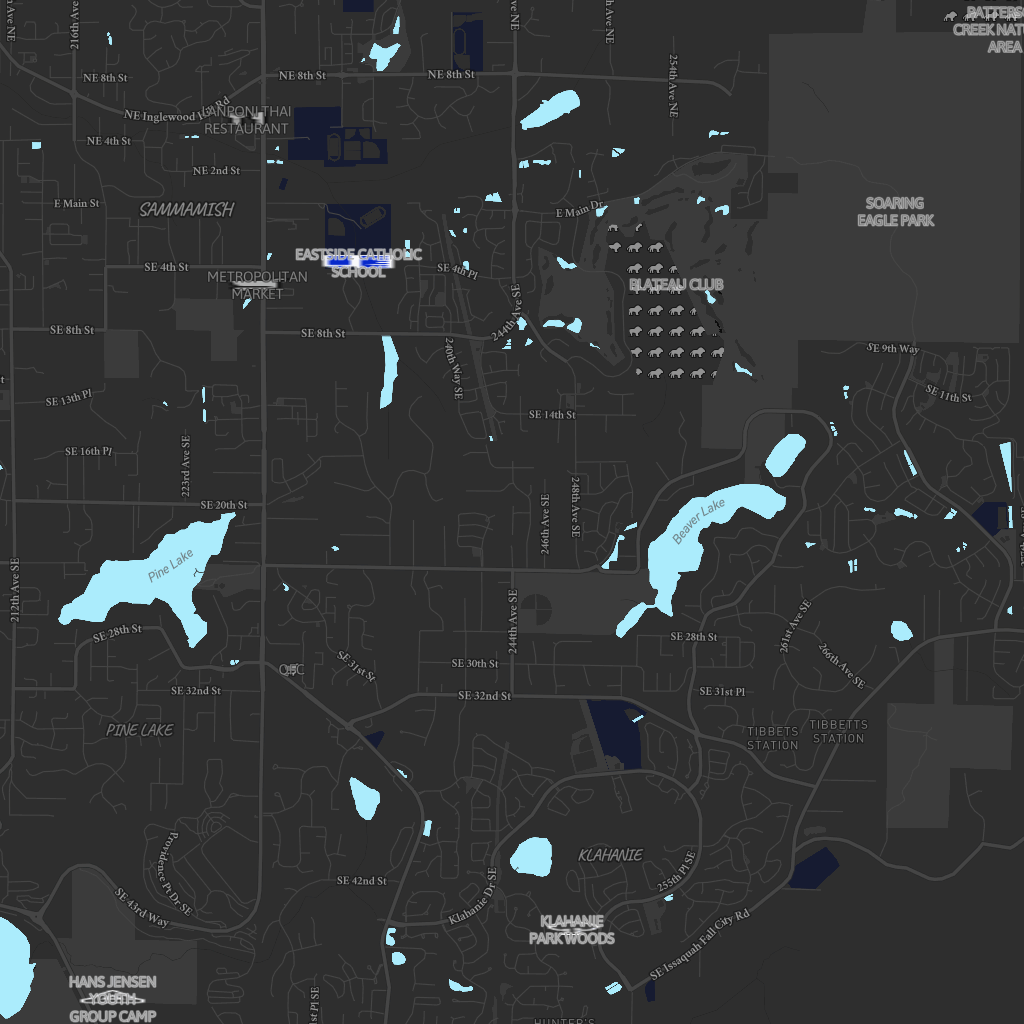 216th Ave NE
254th Ave NE
PATTERSON
CREEK NAT
AREA
NE 8th St
NE 8th St
NE 8th St
NE Inglewood Hill Rd
RESTAURANT
NE 4th St
NE 2nd St
E Main St
SAMMAMISH
E Main Dr
SOARING
EAGLE PARK
EASTSIDE CATHOLIC
SCHOOL
SE 4th St
SE 4th Pl
METROPOLITAN
MARKET
244th Ave SE
SE 8th St
SE 8th St
240th Way SE
SE 9th Way
SE 11th St
SE 13th Pl
SE 14th St
SE 16th Pl
223rd Ave SE
SE 20th St
246th Ave SE
248th Ave SE
Beaver Lake
Pine Lake
212th Ave SE
244th Ave SE
SE 28th St
SE 28th St
261st Ave SE
266th Ave SE
SE 30th St
SE 31st St
SE 32nd St
SE 32nd St
SE 31st Pl
PINE LAKE
TIBBETS
STATION
TIBBETTS
STATION
Providence Pt Dr SE
KLAHANIE
SE 42nd St
SE 43rd Way
Klahanie Dr SE
255th Pl SE
KLAHANIE
PARK WOODS
SE Issaquah Fall City Rd
HANS JENSEN
YOUTH
GROUP CAMP
1st Pl SE
HUNTER'S